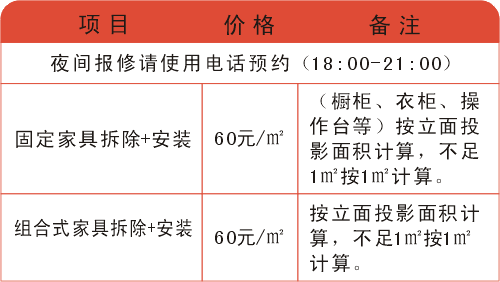 项目 价格 备注
夜间报修请使用电话预约（18:00-21:00）
固定家具拆除+安装
60元/㎡
（橱柜、衣柜、操
作台等）按立面投
影面积计算，不足
1㎡按1㎡计算。
组合式家具拆除+安装
60元/㎡
按立面投影面积计
算，不足1㎡按1㎡
计算。